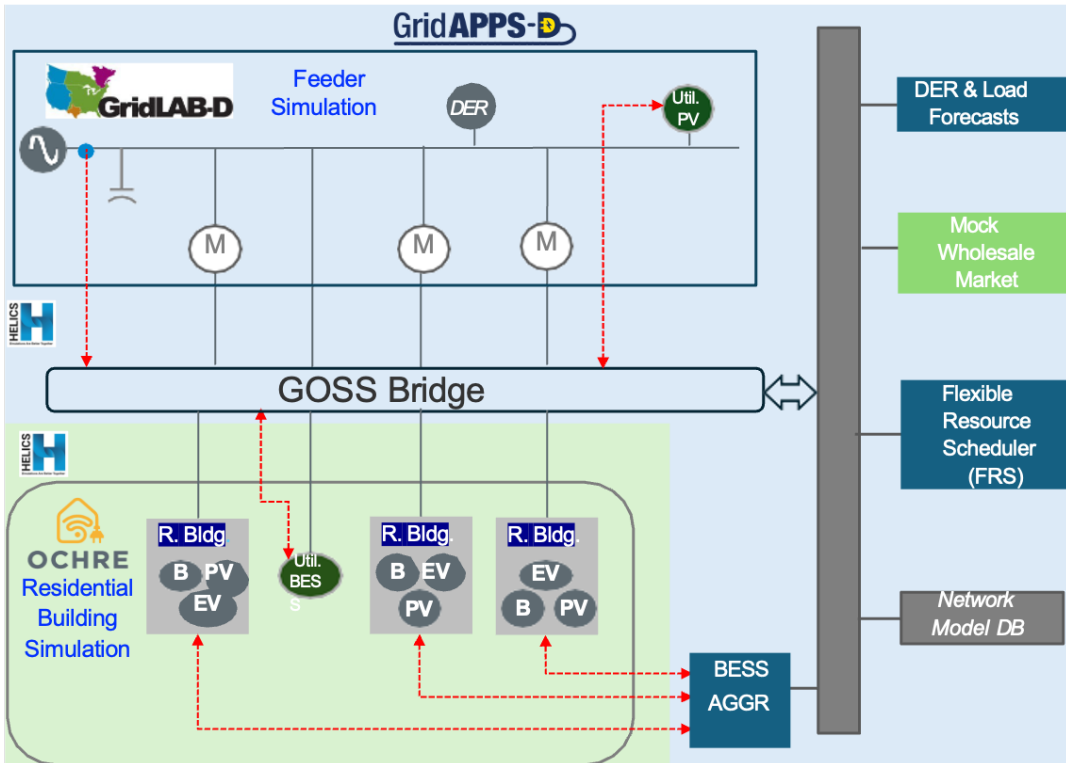 GridAPPS-D
GridLAB-D
Feeder
Simulation
DER
Util.
PV
M
M
M
HELICS
H
GOSS Bridge
HELICS
H
OCHRE
Residential
Building
Simulation
R. Bldg.
B PV
EV
Util.
BES
S
R. Bldg.
B EV
PV
R. Bldg.
EV
B PV
BESS
AGGR
DER & Load
Forecasts
Mock
Wholesale
Market
Flexible
Resource
Scheduler
(FRS)
Network
Model DB